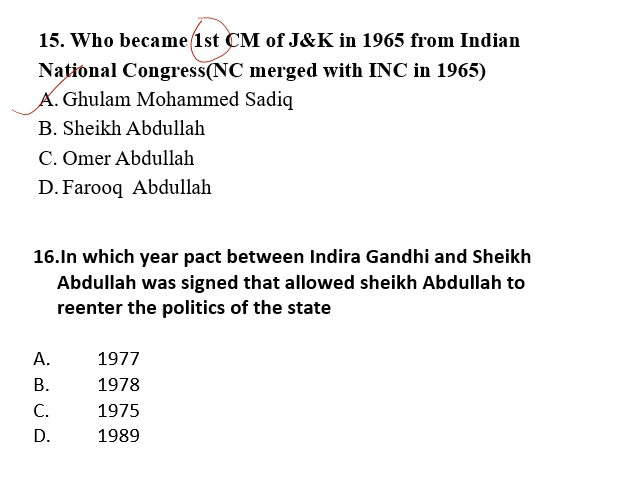 15. Who became 1st CM of J&K in 1965 from Indian
National Congress(NC merged with INC in 1965)
A. Ghulam Mohammed Sadiq
B. Sheikh Abdullah
C. Omer Abdullah
D. Farooq Abdullah
16.In which year pact between Indira Gandhi and Sheikh
Abdullah was signed that allowed sheikh Abdullah to
reenter the politics of the state
A. 1977
B. 1978
C. 1975
D. 1989